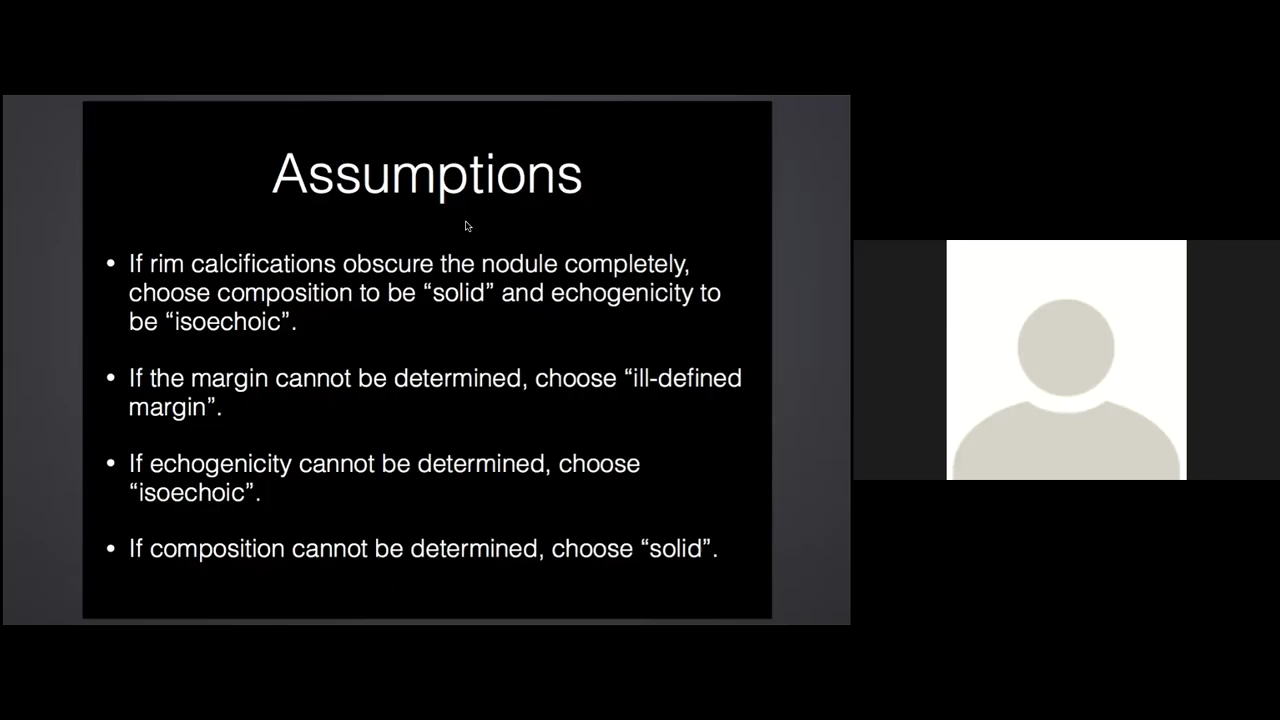 Assumptions
• If rim calcifications obscure the nodule completely,
choose composition to be “solid” and echogenicity to
be “isoechoic”.
• If the margin cannot be determined, choose “ill-defined
margin”.
• If echogenicity cannot be determined, choose
“isoechoic”.
• If composition cannot be determined, choose “solid”.